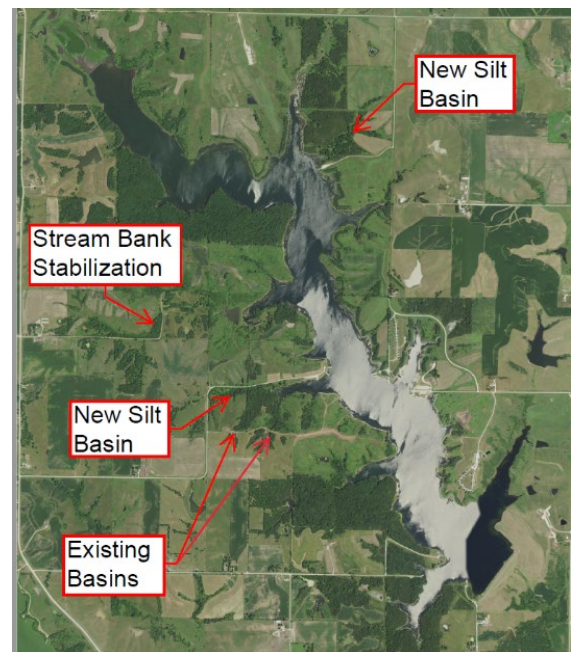 New Silt
Basin
Stream Bank
Stabilization
New Silt
Basin
Existing
Basins